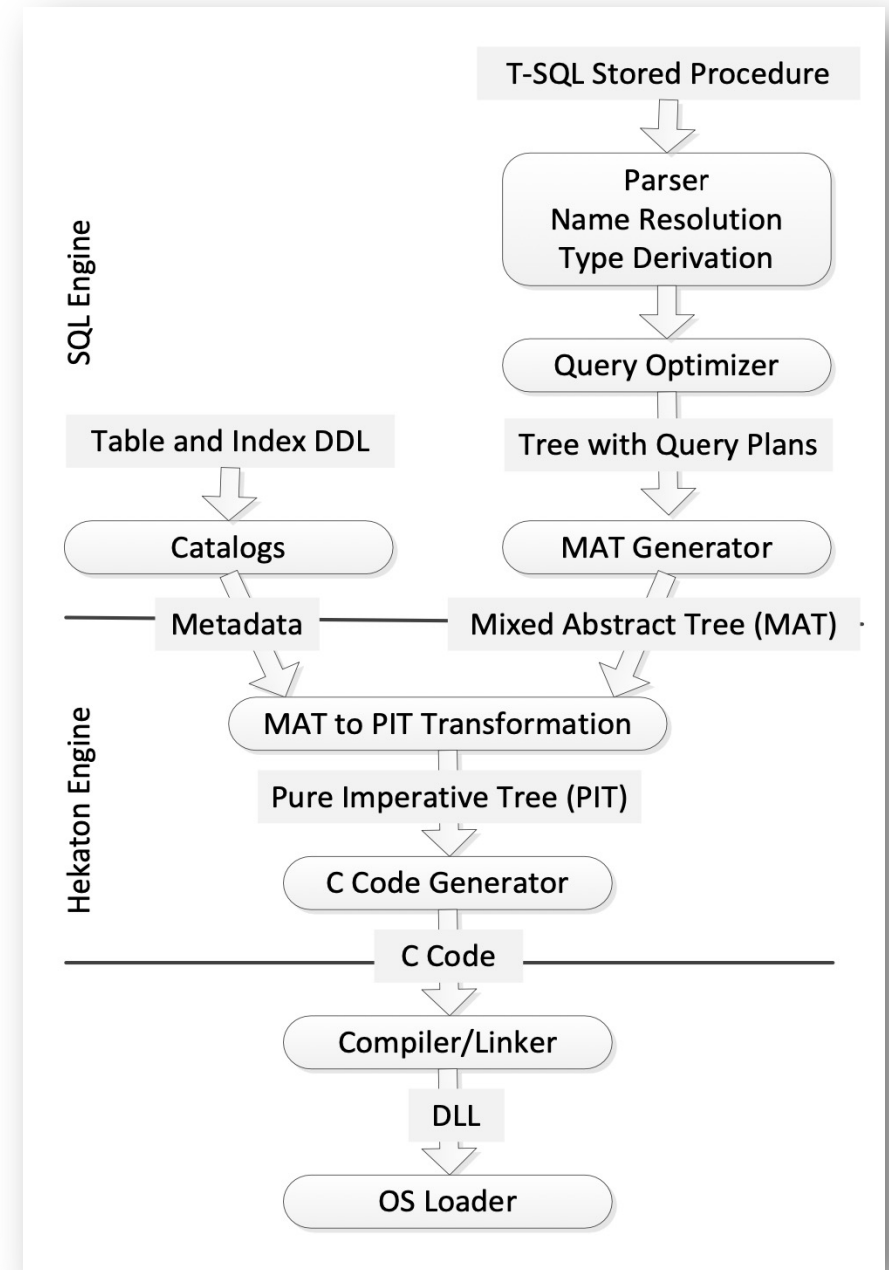 T-SQL Stored Procedure
Parser
Name Resolution
Type Derivation
SQL Engine
Query Optimizer
Table and Index DDL
Tree with Query Plans
Catalogs
MAT Generator
Metadata
Mixed Abstract Tree (MAT)
MAT to PIT Transformation
Hekaton Engine
Pure Imperative Tree (PIT)
C Code Generator
C Code
Compiler/Linker
DLL
OS Loader